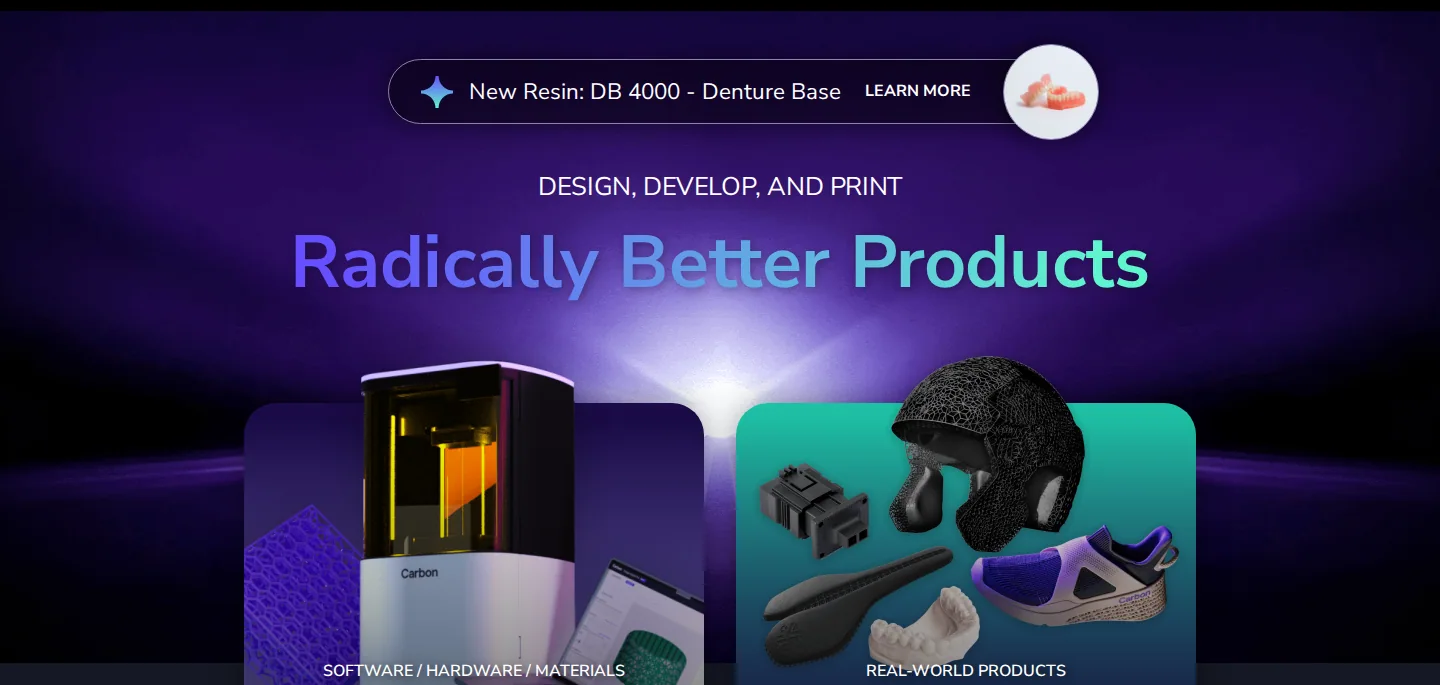 New Resin: DB 4000 - Denture Base LEARN MORE
DESIGN, DEVELOP, AND PRINT
Radically Better Products
Carbon
Carbon
SOFTWARE / HARDWARE / MATERIALS
REAL-WORLD PRODUCTS